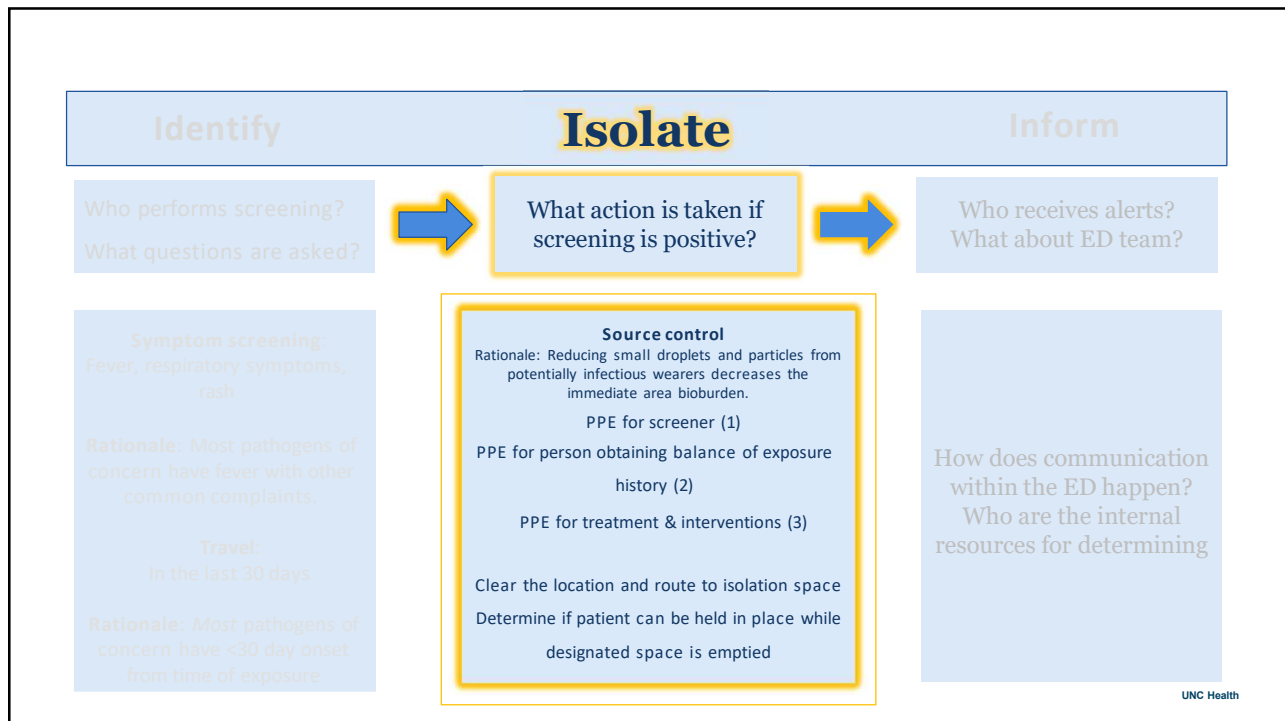 Identify
Isolate
Inform
Who performs screening?
What questions are asked?
What action is taken if
screening is positive?
Who receives alerts?
What about ED team?
Symptom screening:
Fever, respiratory symptoms,
rash
Rationale: Most pathogens of
concern have fever with other
common complaints.
Travel:
In the last 30 days
Rationale: Most pathogens of
concern have <30 day onset
from time of exposure
Source control
Rationale: Reducing small droplets and particles from
potentially infectious wearers decreases the
immediate area bioburden.
PPE for screener (1)
PPE for person obtaining balance of exposure
history (2)
PPE for treatment & interventions (3)
Clear the location and route to isolation space
Determine if patient can be held in place while
designated space is emptied
How does communication
within the ED happen?
Who are the internal
resources for determining
UNC Health